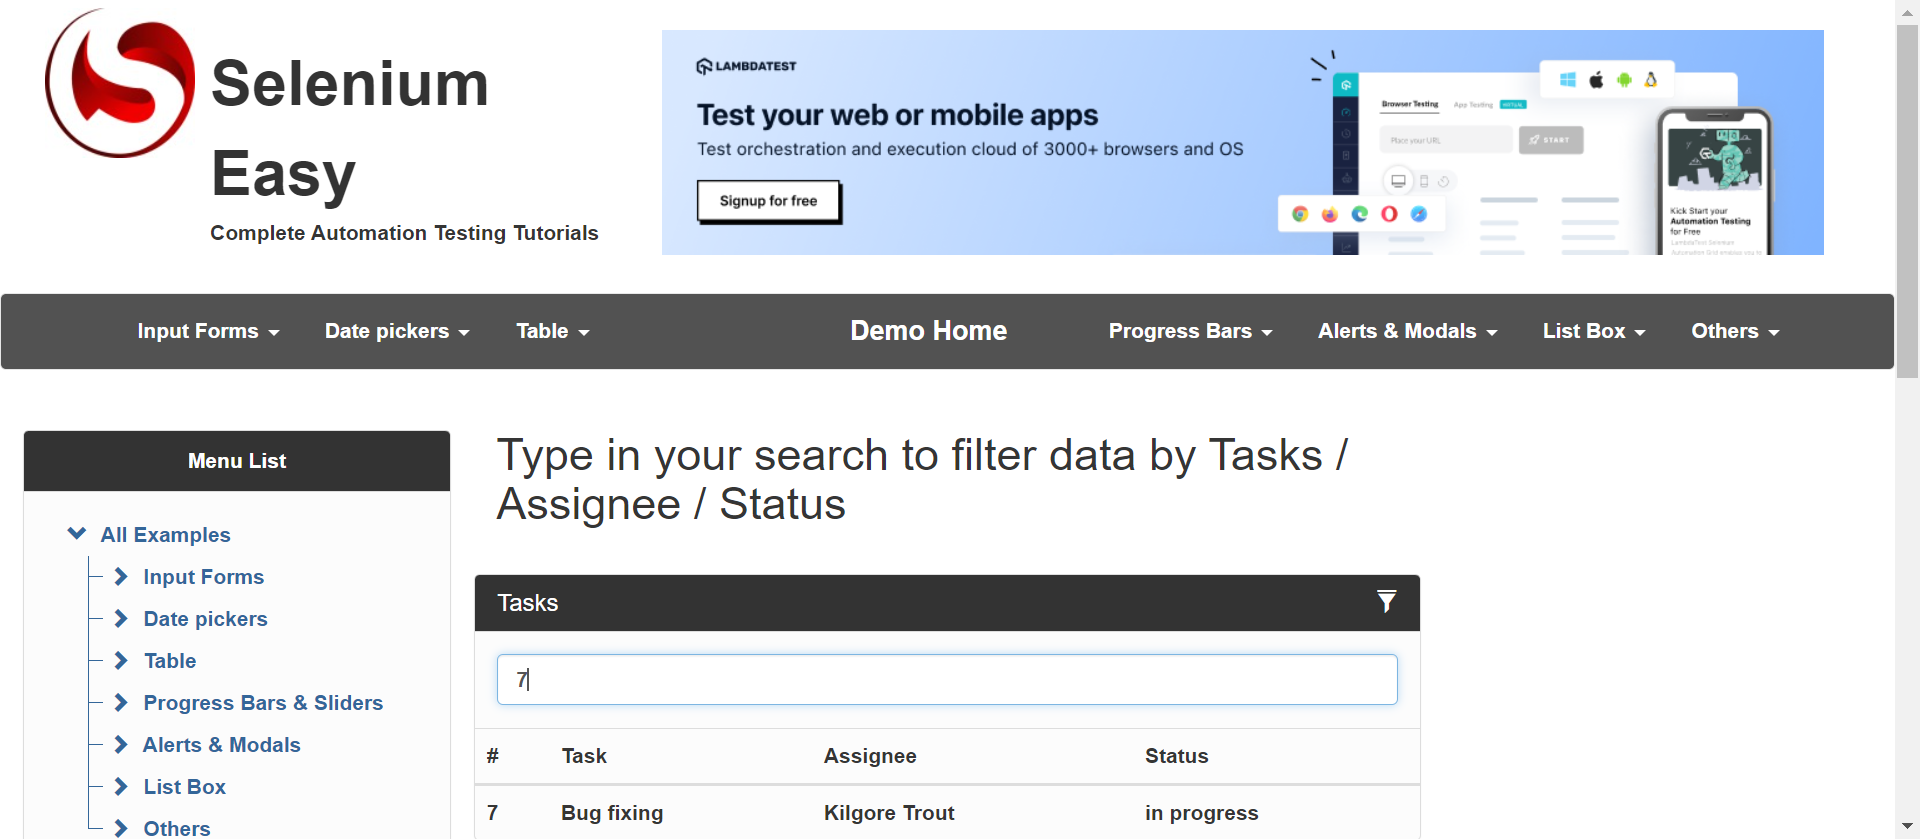 Selenium
Easy
Complete Automation Testing Tutorials
LAMBDATEST
Test your web or mobile apps
Test orchestration and execution cloud of 3000+ browsers and OS
Signup for free
Browser Testing
App Testing
VIRTUAL
Place your URL
START
Kick Start your
Automation Testing
for Free
LambdaTest Selenium
Input Forms
Date pickers
Table
Demo Home
Progress Bars
Alerts & Modals
List Box
Others
Menu List
All Examples
Input Forms
Date pickers
Table
Progress Bars & Sliders
Alerts & Modals
List Box
Others
Type in your search to filter data by Tasks /
Assignee / Status
Tasks
7
# Task Assignee Status
7 Bug fixing Kilgore Trout in progress